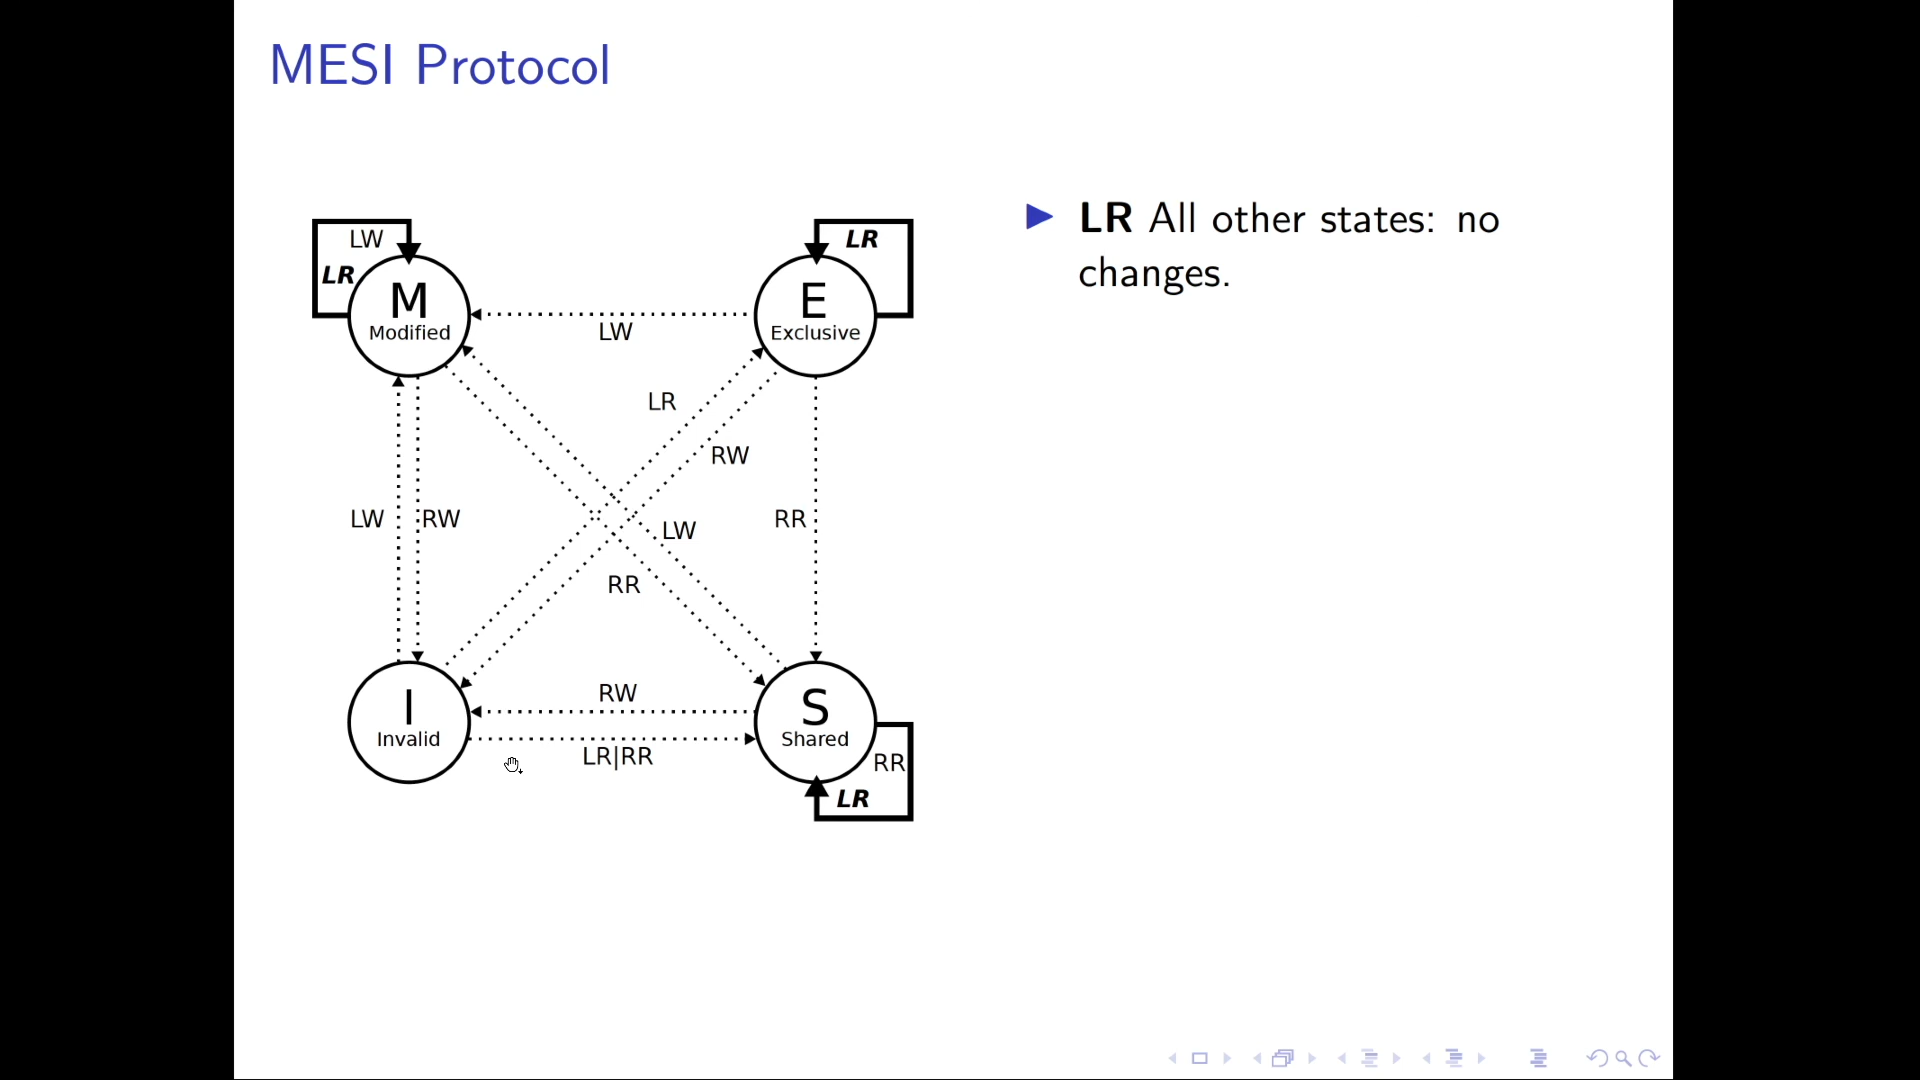 MESI Protocol
LW
LR
M
Modified
LR
E
Exclusive
LW
LR
RW
LW
RW
LW
RR
RR
I
Invalid
RW
LR|RR
S
Shared
RR
LR
LR All other states: no
changes.